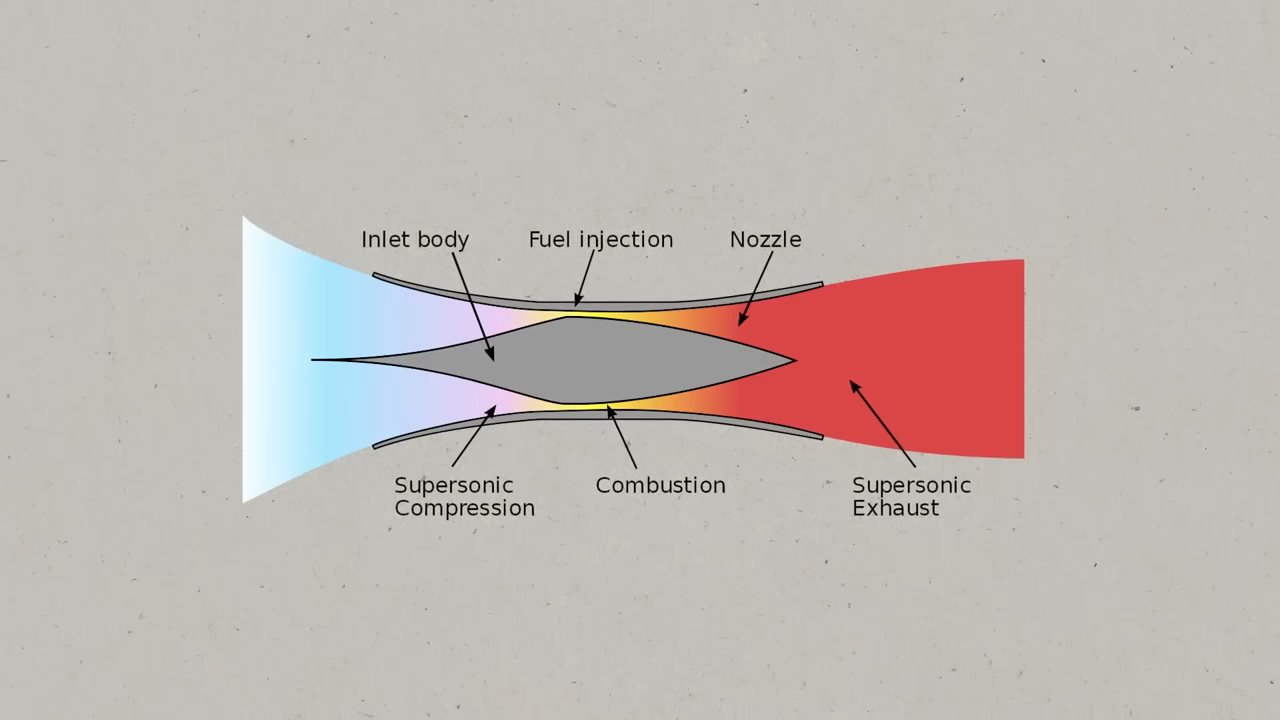 Inlet body
Fuel injection
Nozzle
Supersonic
Compression
Combustion
Supersonic
Exhaust